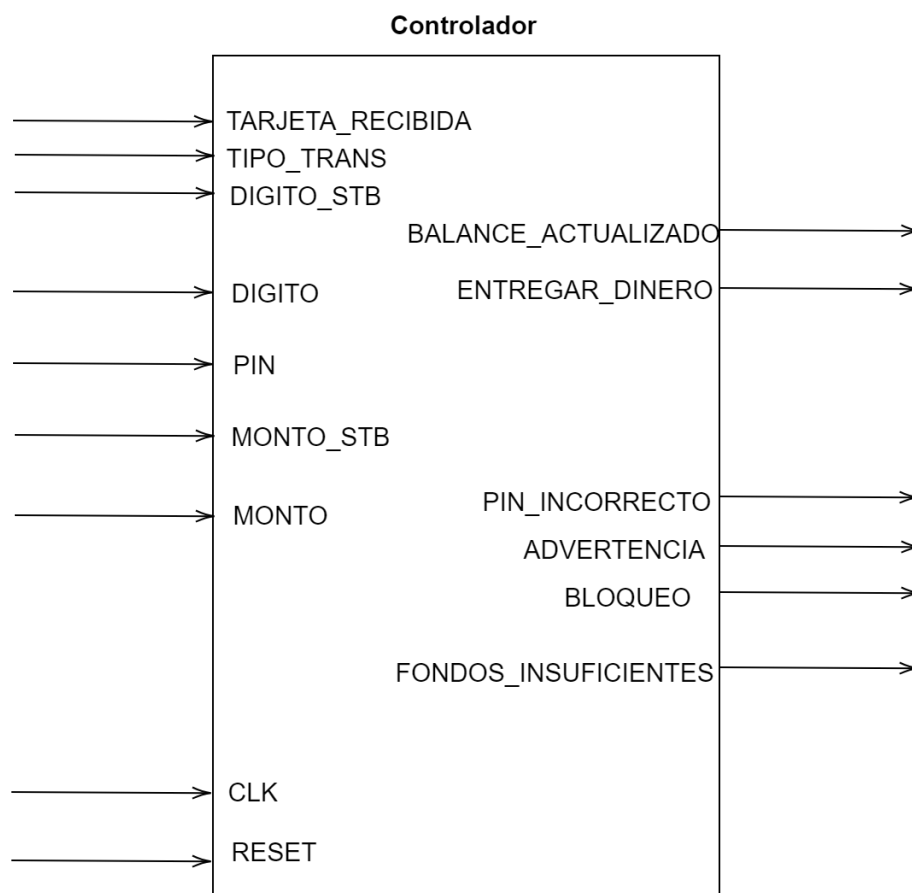 Controlador
TARJETA_RECIBIDA
TIPO_TRANS
DIGITO_STB
BALANCE_ACTUALIZADO
DIGITO
ENTREGAR_DINERO
PIN
MONTO_STB
MONTO
PIN_INCORRECTO
ADVERTENCIA
BLOQUEO
FONDOS_INSUFICIENTES
CLK
RESET